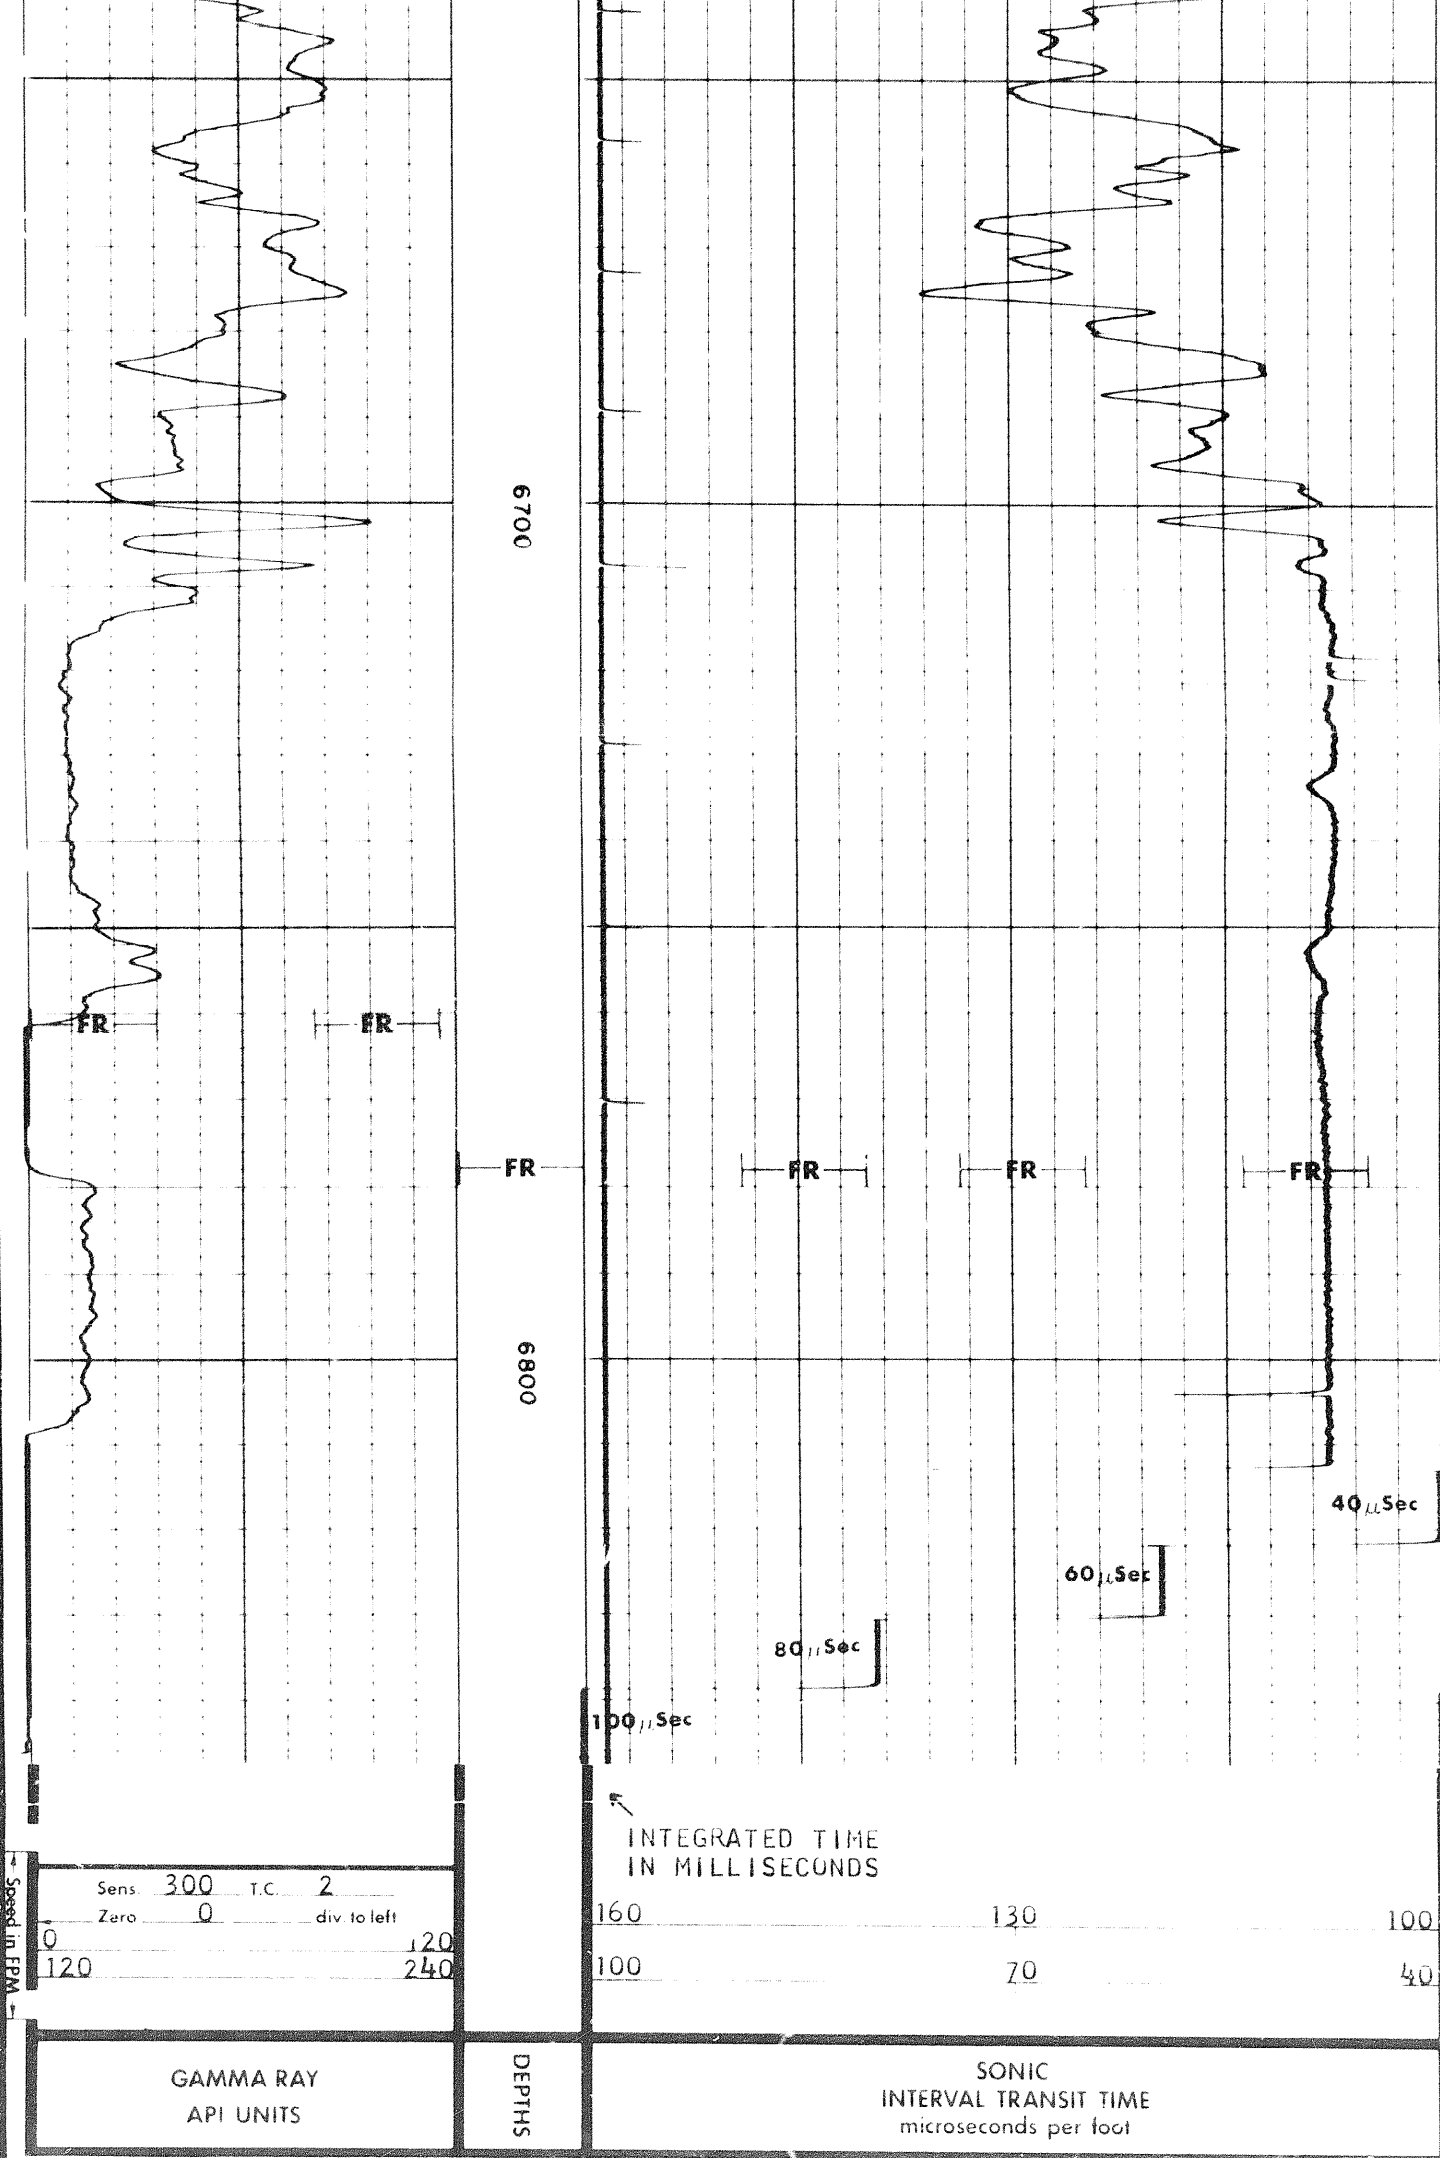 6700
FR FR
FR FR FR FR
6800
40µSec
60µSec
80µSec
100µSec
INTEGRATED TIME
IN MILLISECONDS
Sens. 300 T.C. 2
Zero 0 div. to left
0 120
120 240
160 130 100
100 70 40
Speed in FPM
GAMMA RAY
API UNITS
DEPTHS
SONIC
INTERVAL TRANSIT TIME
microseconds per foot